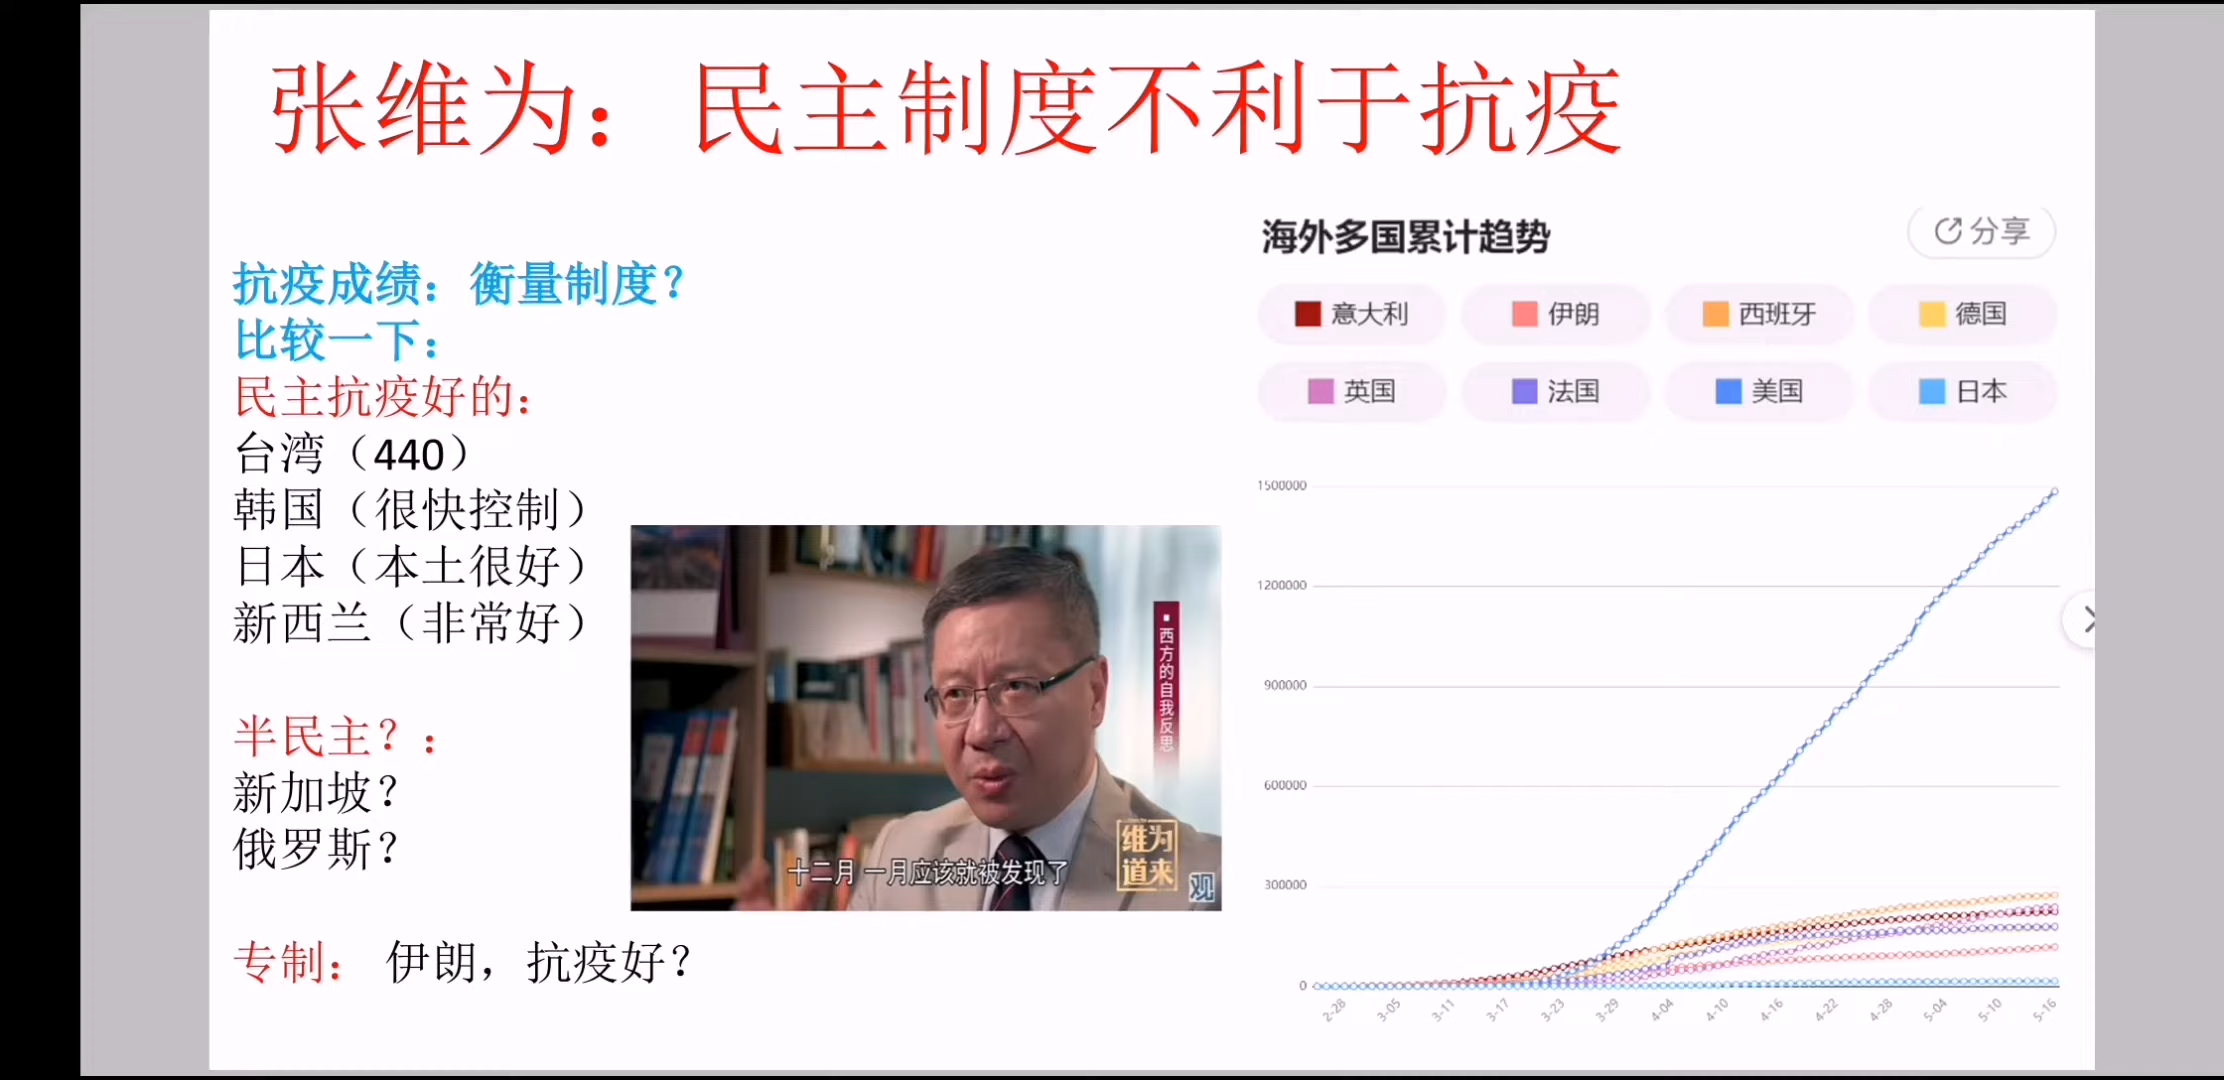 张维为：民主制度不利于抗疫
抗疫成绩：衡量制度？
比较一下：
民主抗疫好的：
台湾（440）
韩国（很快控制）
日本（本土很好）
新西兰（非常好）
半民主？：
新加坡？
俄罗斯？
专制： 伊朗，抗疫好？
西方的自我反思
维为
道来
观
十二月 一月应该就被发现了
海外多国累计趋势
分享
意大利 伊朗 西班牙 德国
英国 法国 美国 日本
1500000
1200000
900000
600000
300000
0
2-28 3-05 3-11 3-17 3-23 3-29 4-04 4-10 4-16 4-22 4-28 5-04 5-10 5-16